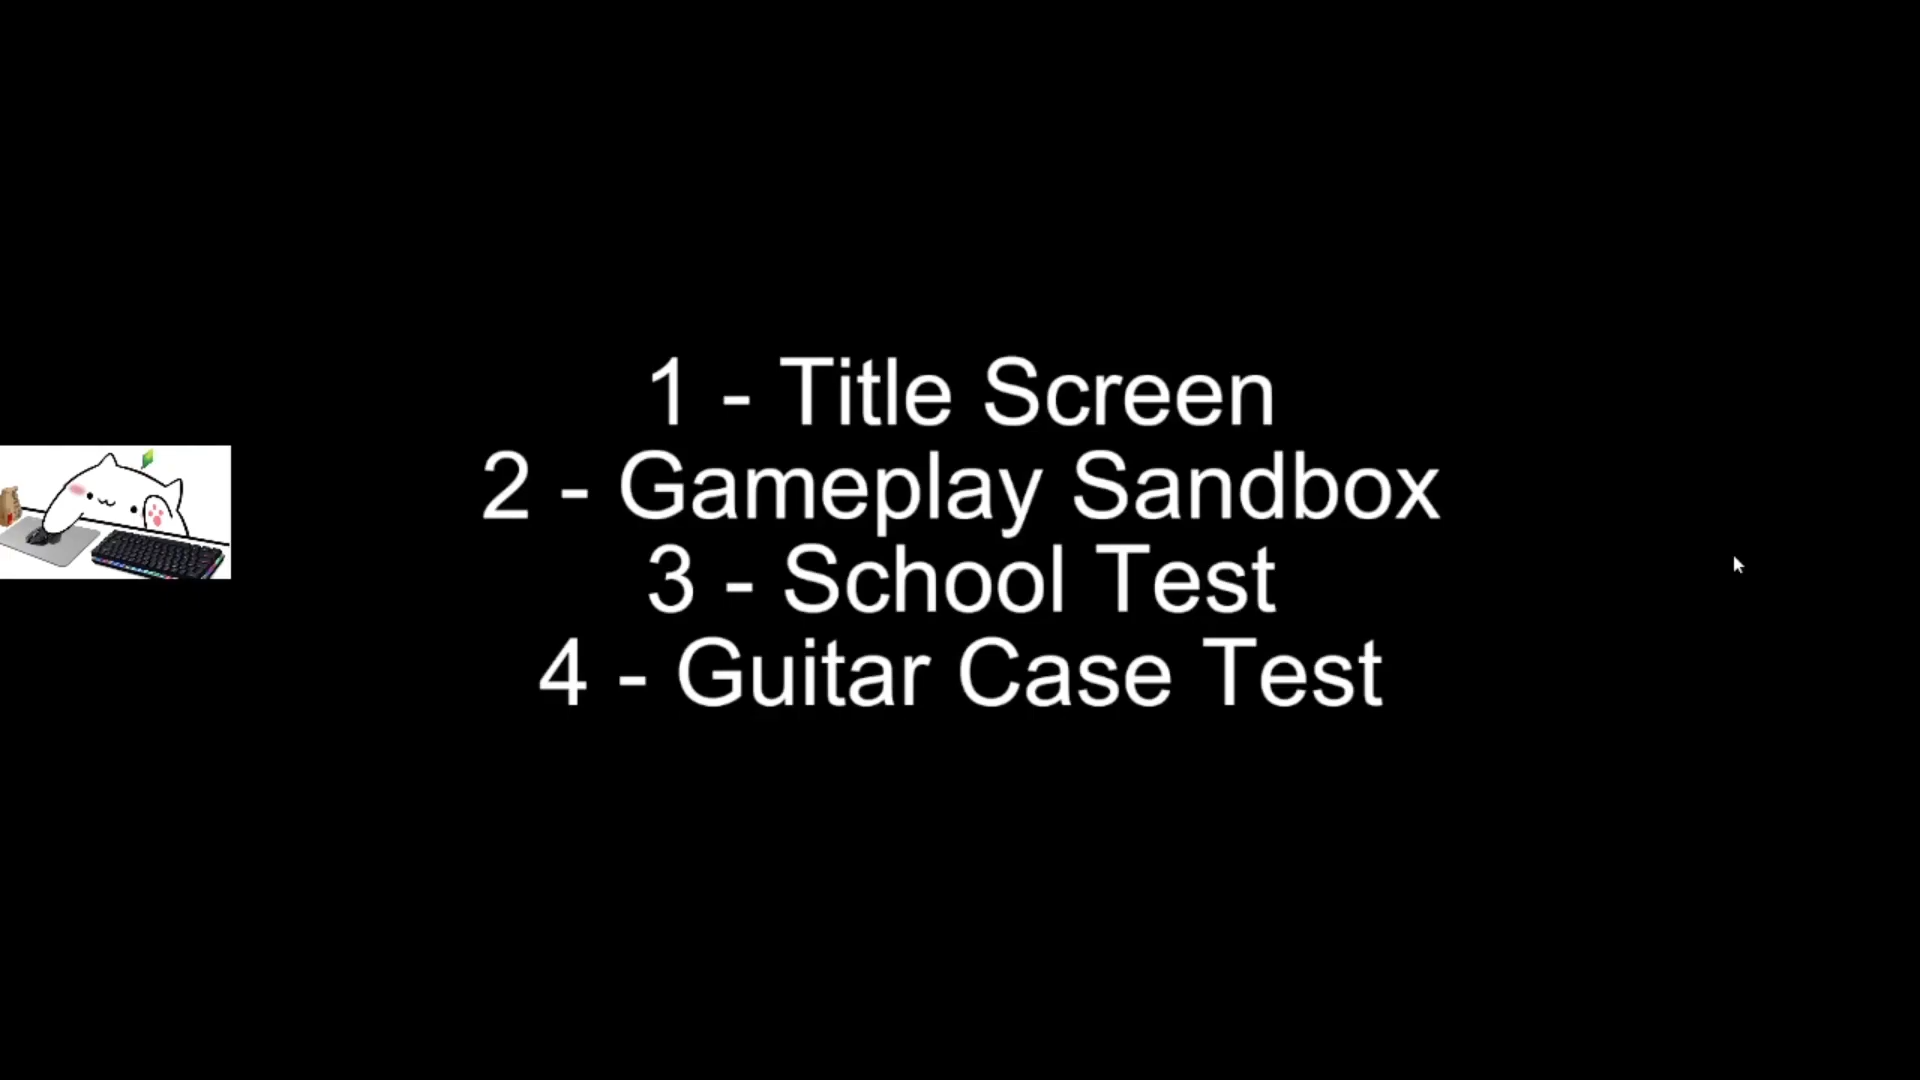 1 - Title Screen
2 - Gameplay Sandbox
3 - School Test
4 - Guitar Case Test